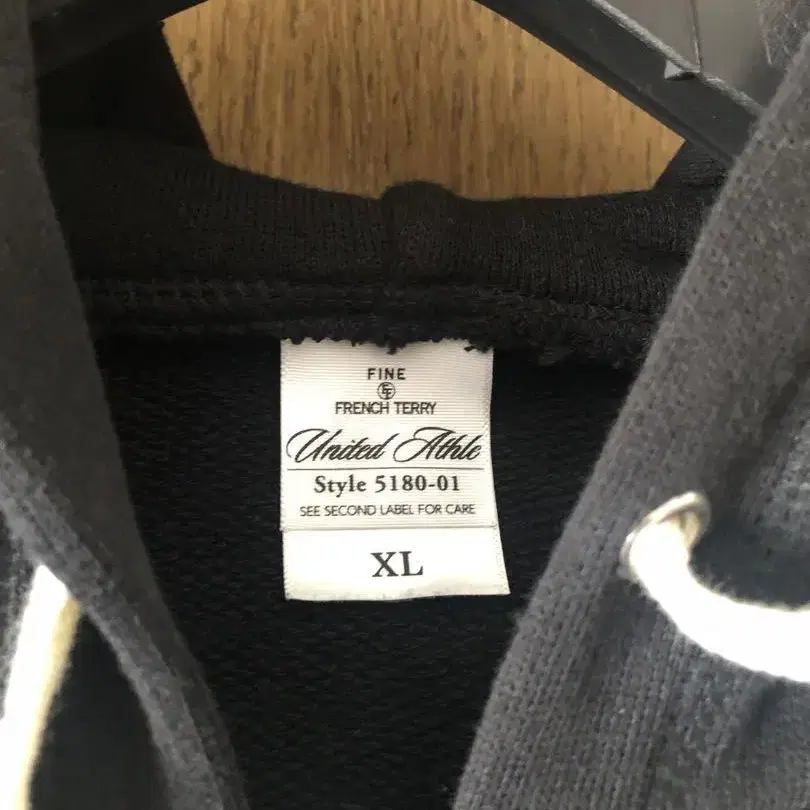 FINE
FRENCH TERRY
United Athle
Style 5180-01
SEE SECOND LABEL FOR CARE
XL